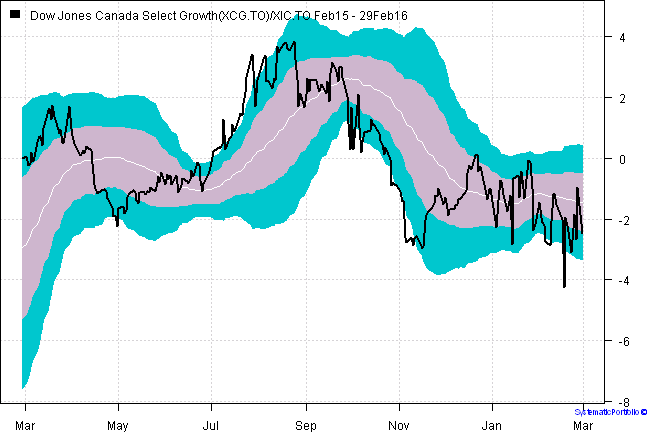 Dow Jones Canada Select Growth(XCG.TO)/XIC.TO Feb15 - 29Feb16
4
2
0
-2
-4
-6
-8
Mar May Jul Sep Nov Jan Mar
SystematicPortfolio ©